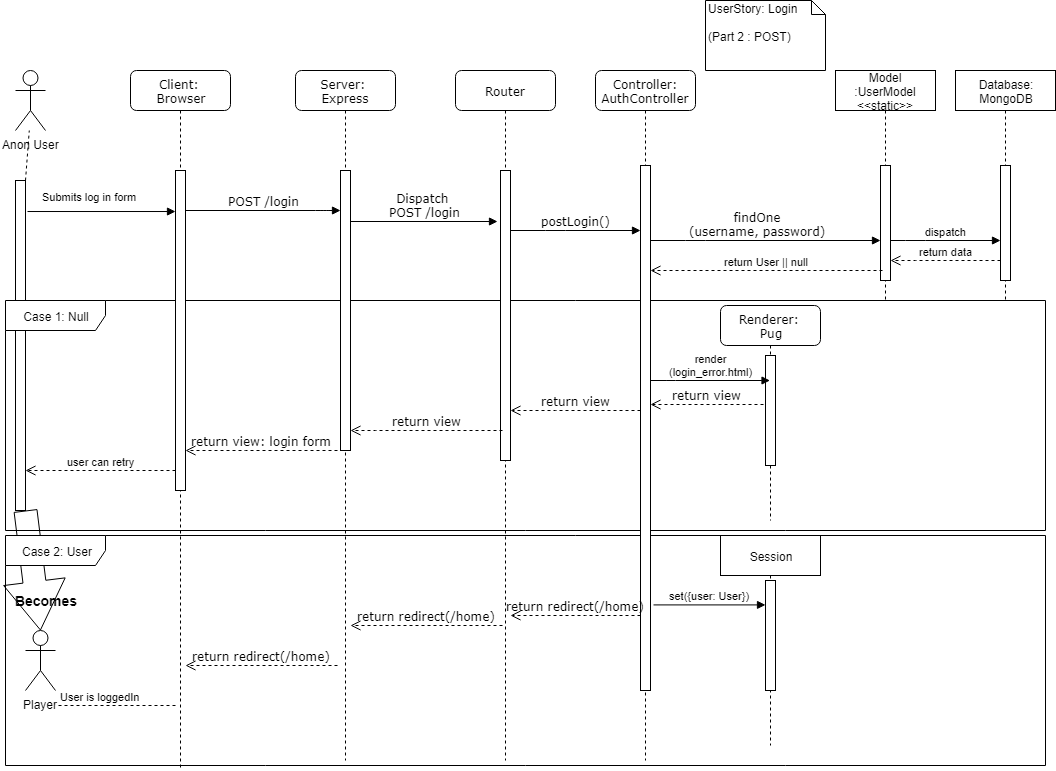 UserStory: Login
(Part 2 : POST)
Anon User
Client:
Browser
Server:
Express
Router
Controller:
AuthController
Model
:UserModel
<<static>>
Database:
MongoDB
Submits log in form
POST /login
Dispatch
POST /login
postLogin()
findOne
(username, password)
dispatch
return data
return User || null
Case 1: Null
Renderer:
Pug
render
(login_error.html)
return view
return view
return view
return view: login form
user can retry
Case 2: User
Session
Becomes
set({user: User})
return redirect(/home)
return redirect(/home)
return redirect(/home)
User is loggedIn
Player